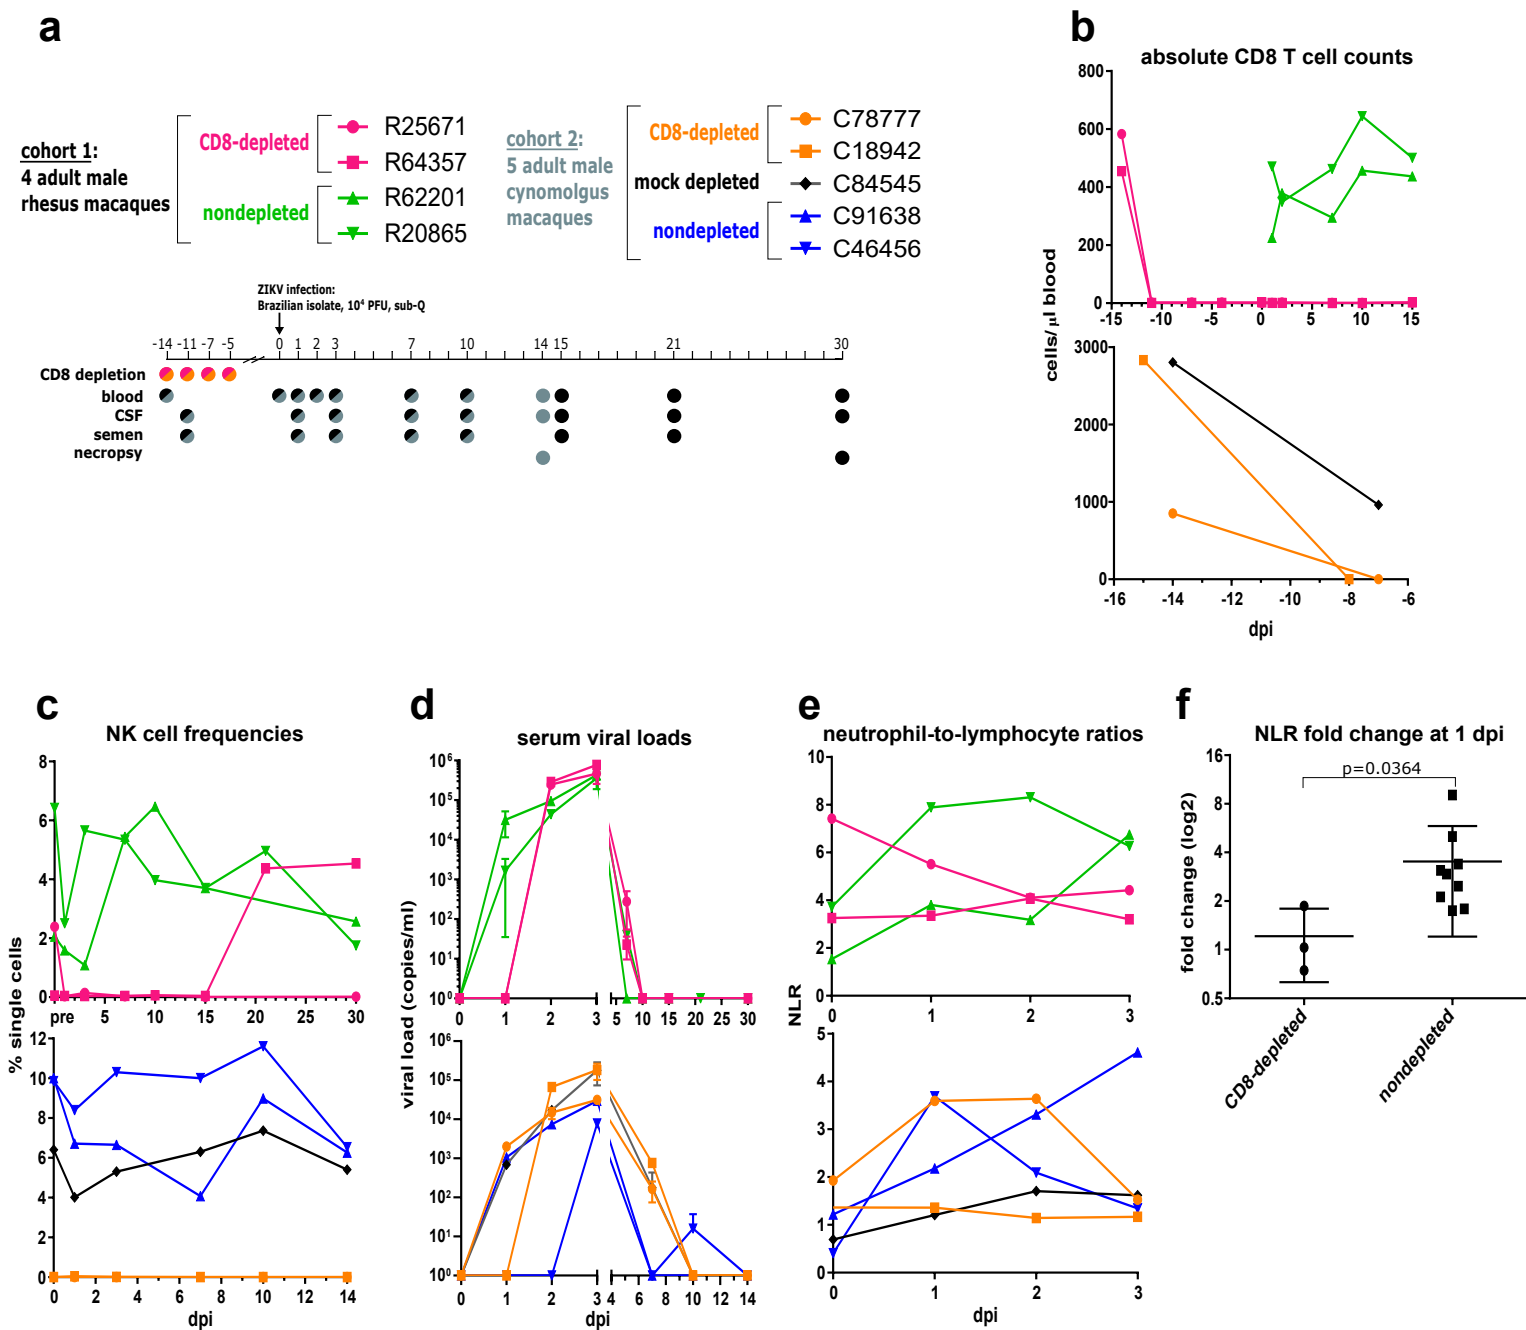 a
cohort 1:
4 adult male
rhesus macaques
CD8-depleted
nondepleted
R25671
R64357
R62201
R20865
cohort 2:
5 adult male
cynomolgus
macaques
CD8-depleted
mock depleted
nondepleted
C78777
C18942
C84545
C91638
C46456
ZIKV infection:
Brazilian isolate, 10⁴ PFU, sub-Q
-14 -11 -7 -5 0 1 2 3 7 10 14 15 21 30
CD8 depletion
blood
CSF
semen
necropsy
b
absolute CD8 T cell counts
800
600
400
200
0
-15 -10 -5 0 5 10 15
cells/ µl blood
3000
2000
1000
0
-16 -14 -12 -10 -8 -6
dpi
c
NK cell frequencies
8
6
4
2
0
pre 5 10 15 20 25 30
% single cells
12
10
8
6
4
2
0
0 2 4 6 8 10 12 14
dpi
d
serum viral loads
10⁶
10⁵
10⁴
10³
10²
10¹
10⁰
0 1 2 3 5 10 15 20 25 30
viral load (copies/ml)
10⁶
10⁵
10⁴
10³
10²
10¹
10⁰
0 1 2 3 4 6 8 10 12 14
dpi
e
neutrophil-to-lymphocyte ratios
10
8
6
4
2
0
0 1 2 3
NLR
5
4
3
2
1
0
0 1 2 3
dpi
f
NLR fold change at 1 dpi
p=0.0364
16
8
4
2
1
0.5
fold change (log2)
CD8-depleted
nondepleted